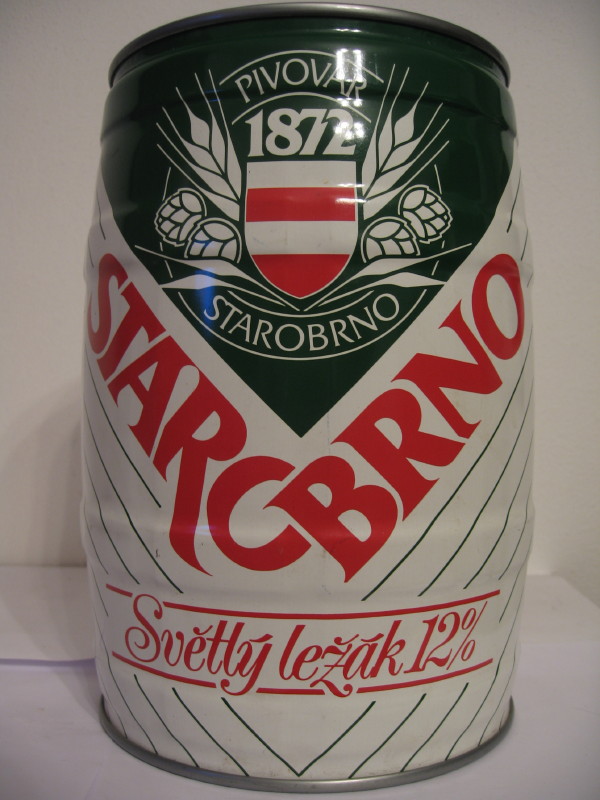 PIVOVAR
1872
STAROBRNO
STAROBRNO
Světlý ležák 12%